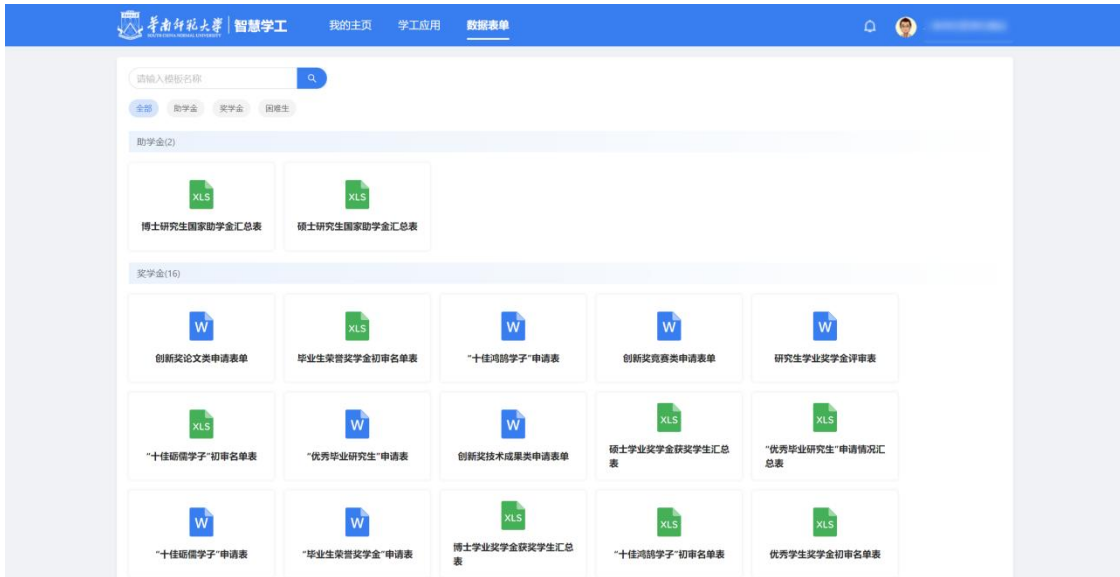 華南師範大學 智慧学工 我的主页 学工应用 数据表单
SOUTH CHINA NORMAL UNIVERSITY
请输入模板名称
全部 助学金 奖学金 困难生
助学金(2)
XLS XLS
博士研究生国家助学金汇总表 硕士研究生国家助学金汇总表
奖学金(16)
W XLS W W W
创新奖论文类申请表单 毕业生荣誉奖学金初审名单表 "十佳鸿鹄学子"申请表 创新奖竞赛类申请表单 研究生学业奖学金评审表
XLS W W XLS XLS
"十佳砺儒学子"初审名单表 "优秀毕业研究生"申请表 创新奖技术成果类申请表单 硕士学业奖学金获奖学生汇总表 "优秀毕业研究生"申请情况汇总表
W W XLS XLS XLS
"十佳砺儒学子"申请表 "毕业生荣誉奖学金"申请表 博士学业奖学金获奖学生汇总表 "十佳鸿鹄学子"初审名单表 优秀学生奖学金初审名单表